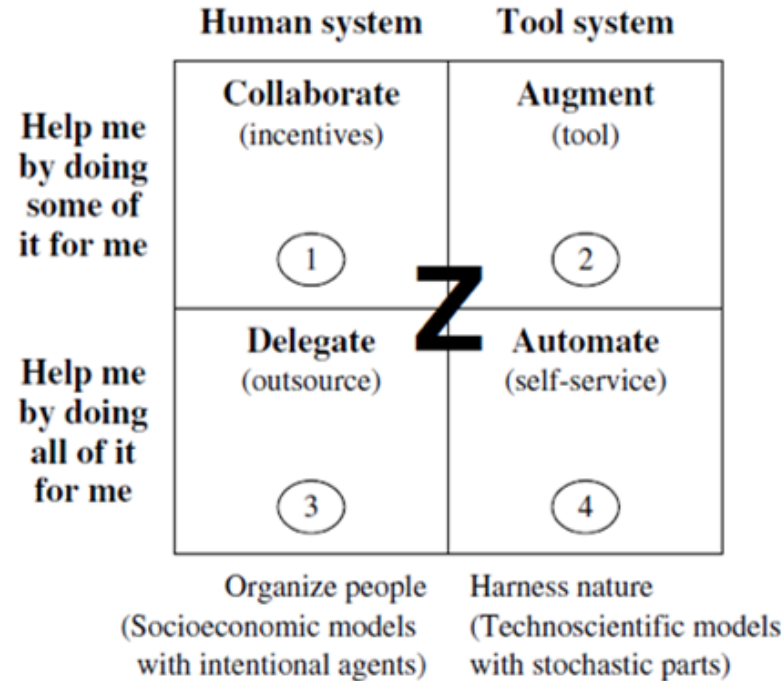 Human system Tool system
Help me
by doing
some of
it for me
Collaborate
(incentives)
1
Augment
(tool)
2
Z
Help me
by doing
all of it
for me
Delegate
(outsource)
3
Automate
(self-service)
4
Organize people
(Socioeconomic models
with intentional agents)
Harness nature
(Technoscientific models
with stochastic parts)